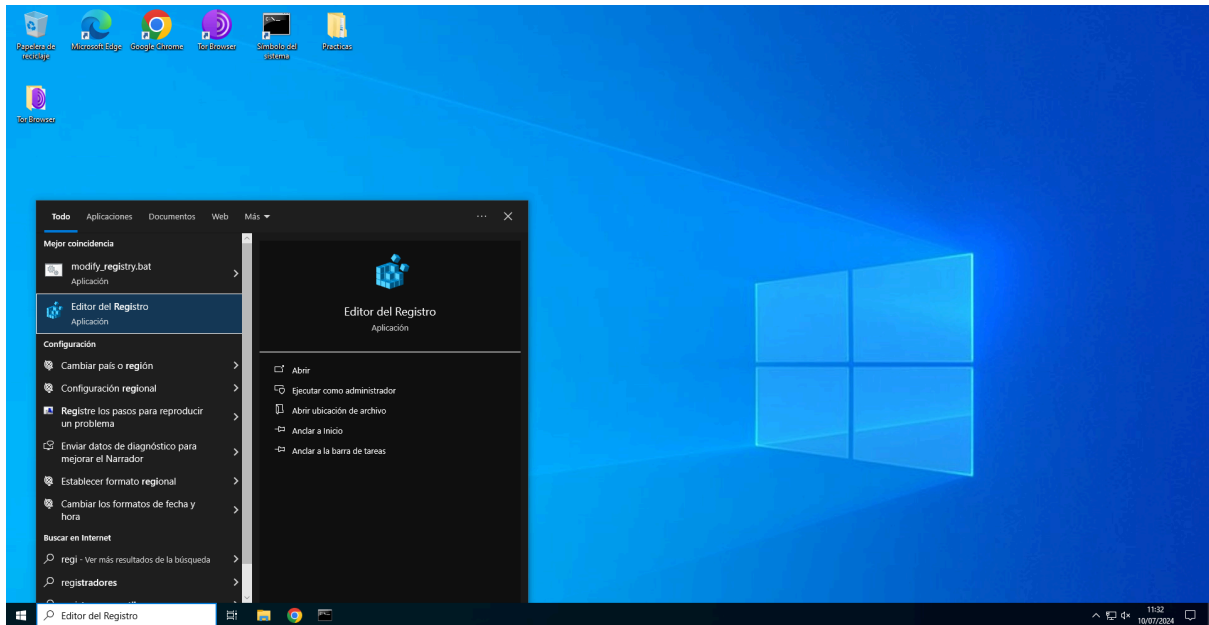 Papelera de
reciclaje
Microsoft Edge
Google Chrome
Tor Browser
Símbolo del
sistema
Practicas
Tor Browser
Todo Aplicaciones Documentos Web Más
Mejor coincidencia
modify_registry.bat
Aplicación
Editor del Registro
Aplicación
Configuración
Cambiar país o región
Configuración regional
Registre los pasos para reproducir
un problema
Enviar datos de diagnóstico para
mejorar el Narrador
Establecer formato regional
Cambiar los formatos de fecha y
hora
Buscar en Internet
regi - Ver más resultados de la búsqueda
registradores
Editor del Registro
Aplicación
Abrir
Ejecutar como administrador
Abrir ubicación de archivo
Anclar a Inicio
Anclar a la barra de tareas
Editor del Registro
11:32
10/07/2024